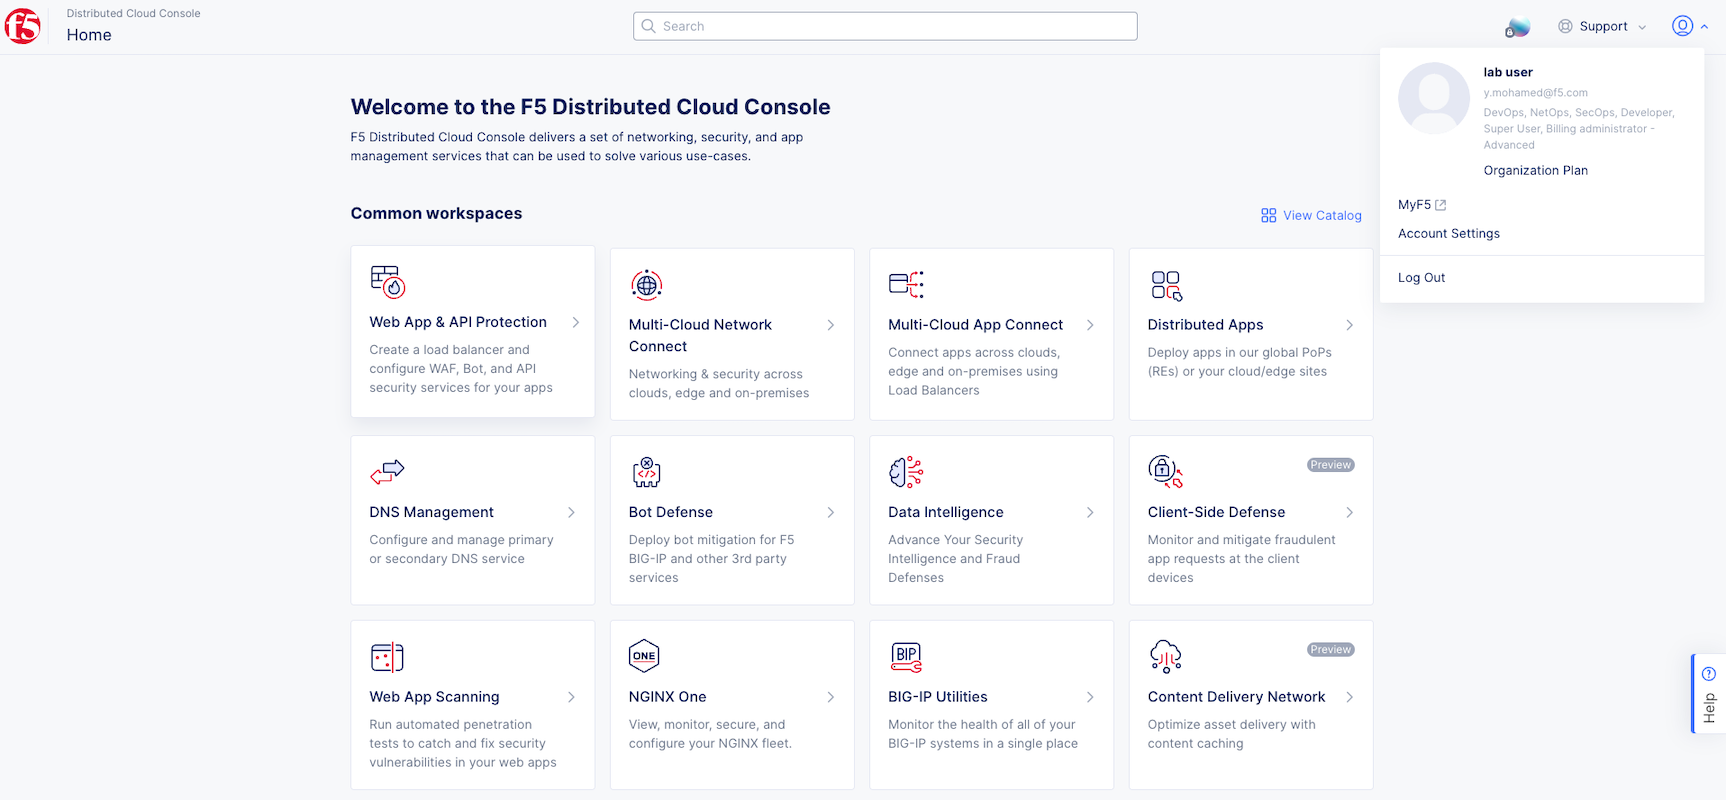 f5
Distributed Cloud Console
Home
Search
Support
lab user
y.mohamed@f5.com
DevOps, NetOps, SecOps, Developer,
Super User, Billing administrator -
Advanced
Organization Plan
MyF5
Account Settings
Log Out
Welcome to the F5 Distributed Cloud Console
F5 Distributed Cloud Console delivers a set of networking, security, and app
management services that can be used to solve various use-cases.
Common workspaces
View Catalog
Web App & API Protection
Create a load balancer and
configure WAF, Bot, and API
security services for your apps
Multi-Cloud Network
Connect
Networking & security across
clouds, edge and on-premises
Multi-Cloud App Connect
Connect apps across clouds,
edge and on-premises using
Load Balancers
Distributed Apps
Deploy apps in our global PoPs
(REs) or your cloud/edge sites
DNS Management
Configure and manage primary
or secondary DNS service
Bot Defense
Deploy bot mitigation for F5
BIG-IP and other 3rd party
services
Data Intelligence
Advance Your Security
Intelligence and Fraud
Defenses
Preview
Client-Side Defense
Monitor and mitigate fraudulent
app requests at the client
devices
Web App Scanning
Run automated penetration
tests to catch and fix security
vulnerabilities in your web apps
ONE
NGINX One
View, monitor, secure, and
configure your NGINX fleet.
BIP
BIG-IP Utilities
Monitor the health of all of your
BIG-IP systems in a single place
Preview
Content Delivery Network
Optimize asset delivery with
content caching
Help